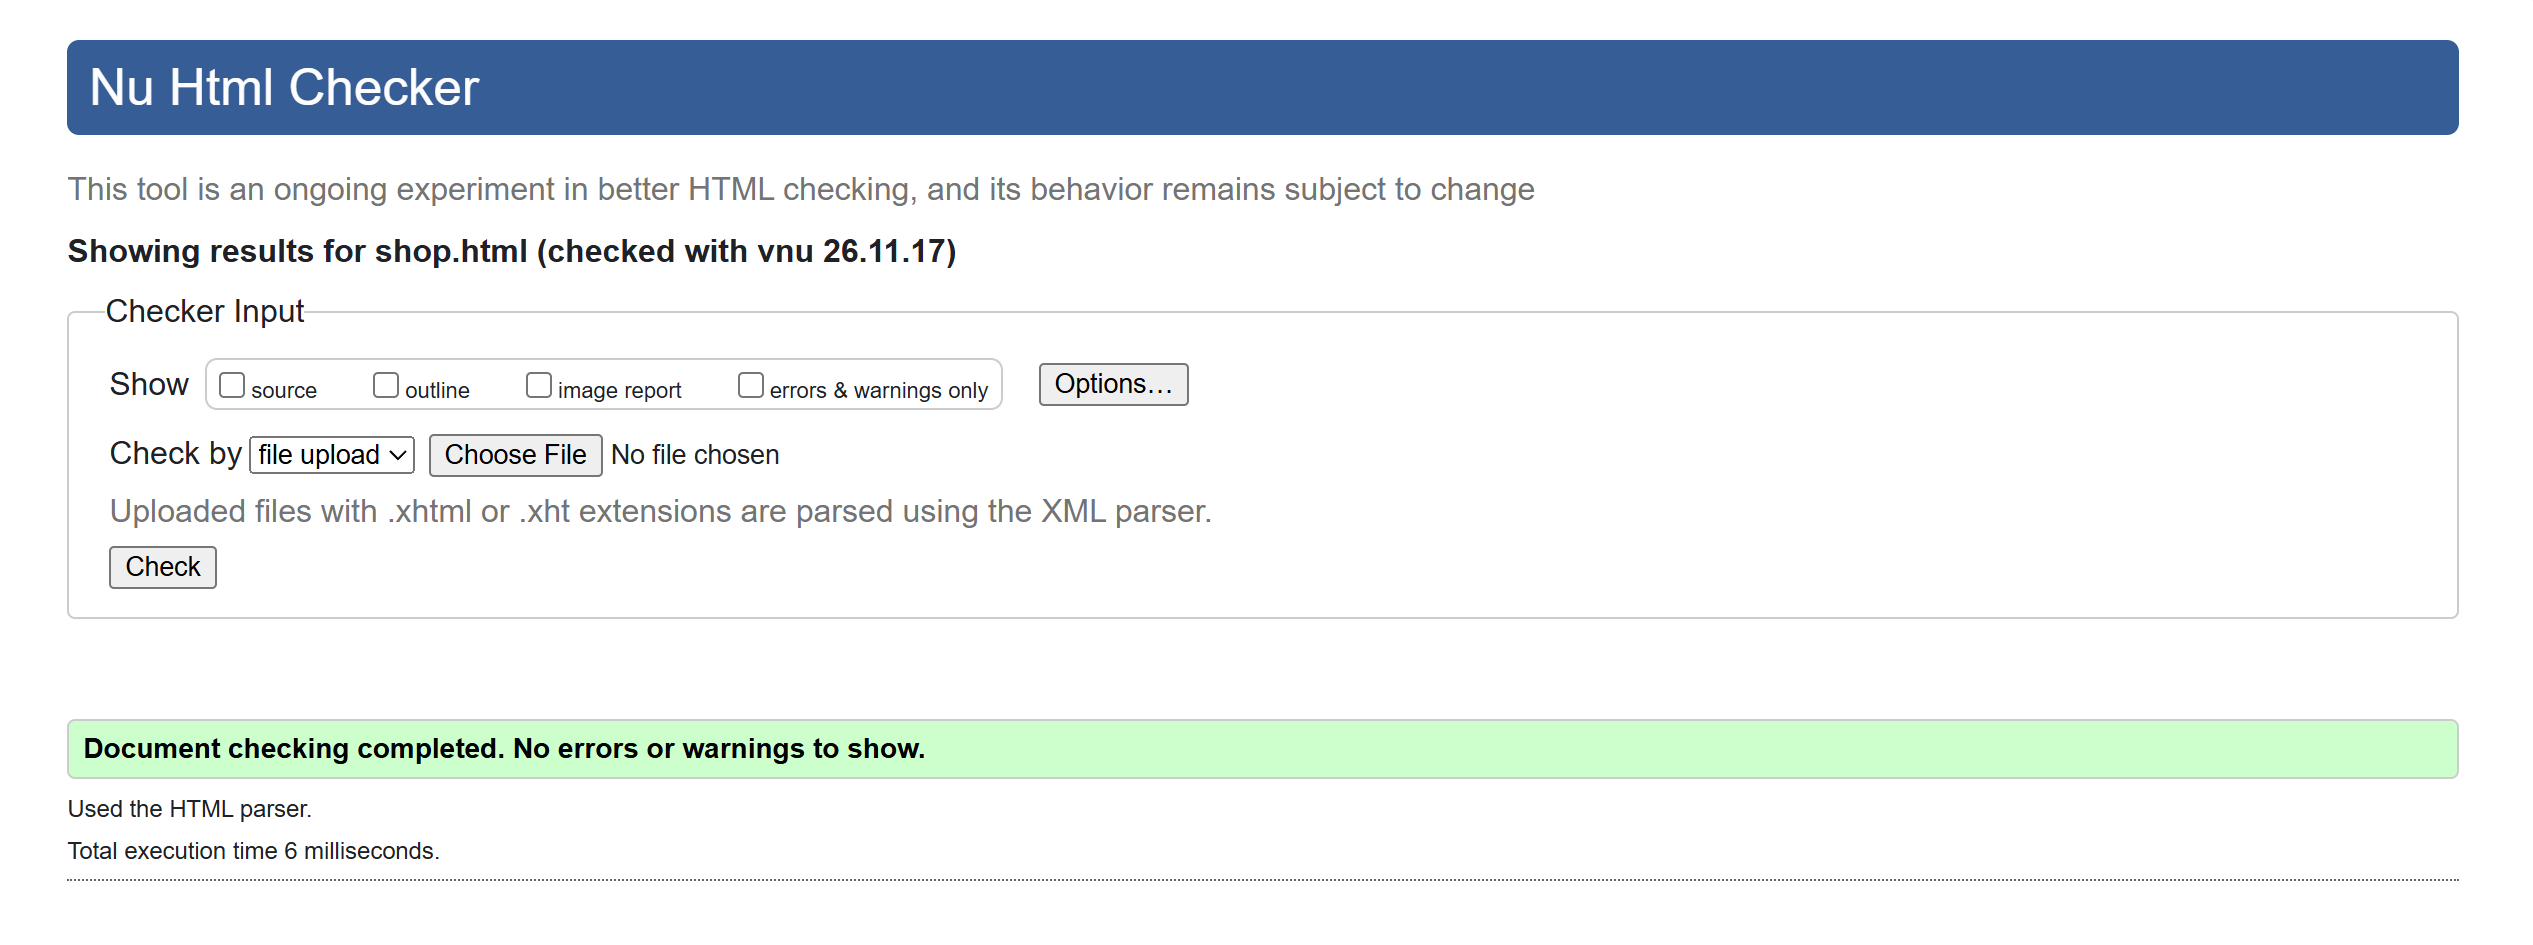 Nu Html Checker
This tool is an ongoing experiment in better HTML checking, and its behavior remains subject to change
Showing results for shop.html (checked with vnu 26.11.17)
Checker Input
Show source outline image report errors & warnings only Options…
Check by file upload Choose File No file chosen
Uploaded files with .xhtml or .xht extensions are parsed using the XML parser.
Check
Document checking completed. No errors or warnings to show.
Used the HTML parser.
Total execution time 6 milliseconds.